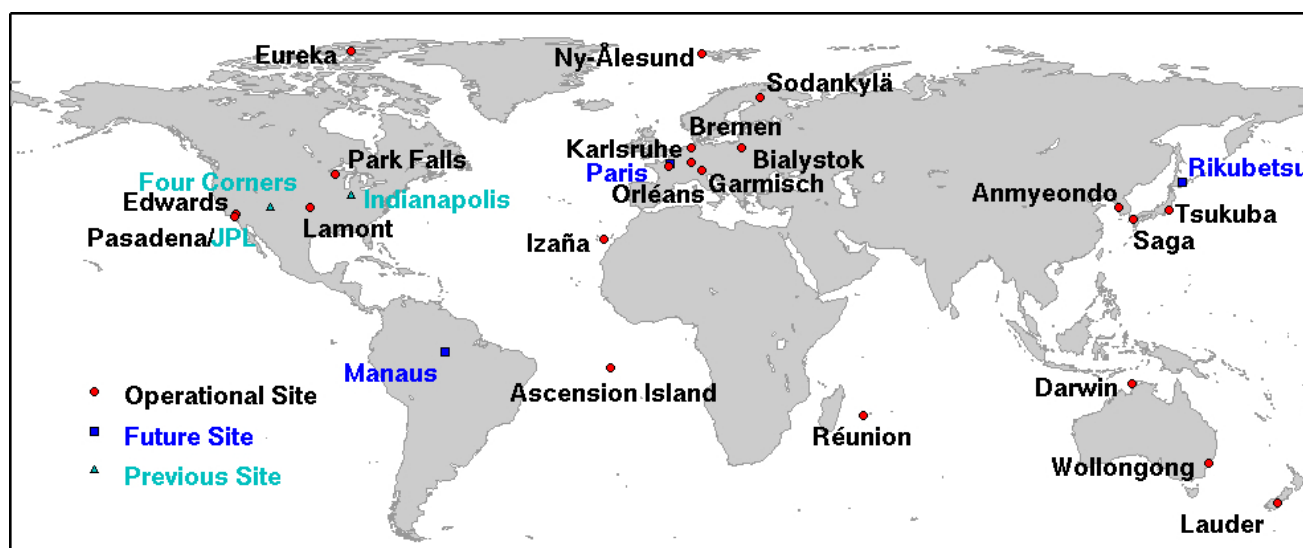 Eureka
Ny-Ålesund
Sodankylä
Bremen
Karlsruhe
Bialystok
Park Falls
Paris
Rikubetsu
Four Corners
Garmisch
Indianapolis
Orléans
Edwards
Anmyeondo
Lamont
Tsukuba
Pasadena/JPL
Izaña
Saga
Manaus
Ascension Island
Darwin
Operational Site
Réunion
Future Site
Wollongong
Previous Site
Lauder